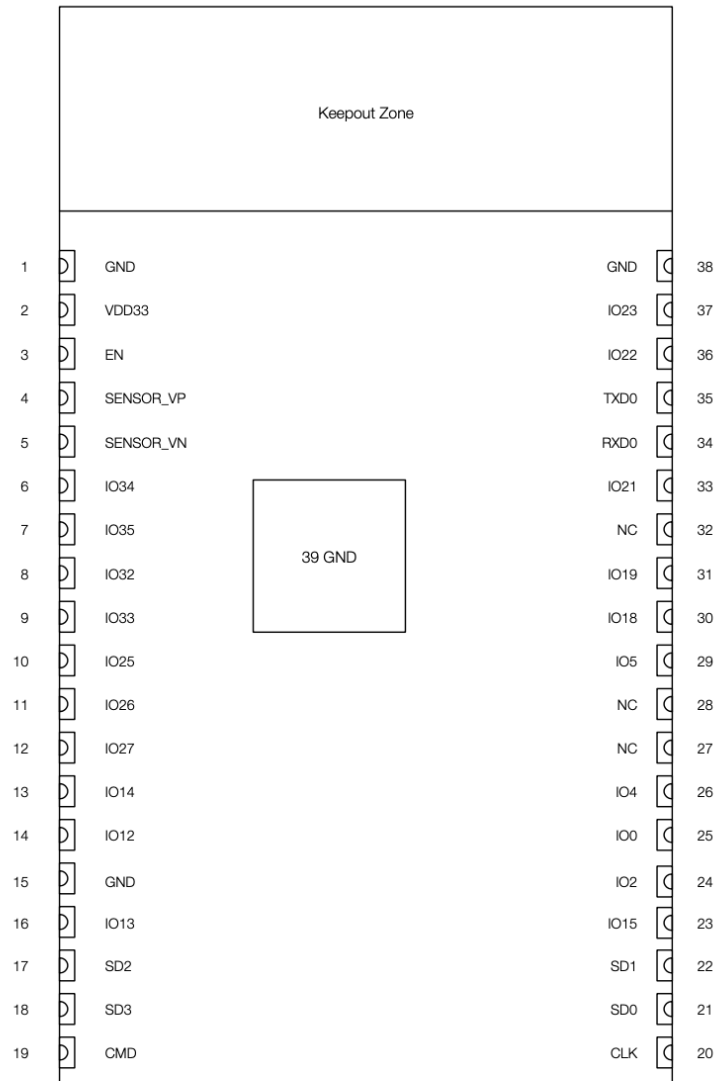 Keepout Zone
1 GND GND 38
2 VDD33 IO23 37
3 EN IO22 36
4 SENSOR_VP TXD0 35
5 SENSOR_VN RXD0 34
6 IO34 IO21 33
7 IO35 NC 32
39 GND
8 IO32 IO19 31
9 IO33 IO18 30
10 IO25 IO5 29
11 IO26 NC 28
12 IO27 NC 27
13 IO14 IO4 26
14 IO12 IO0 25
15 GND IO2 24
16 IO13 IO15 23
17 SD2 SD1 22
18 SD3 SD0 21
19 CMD CLK 20